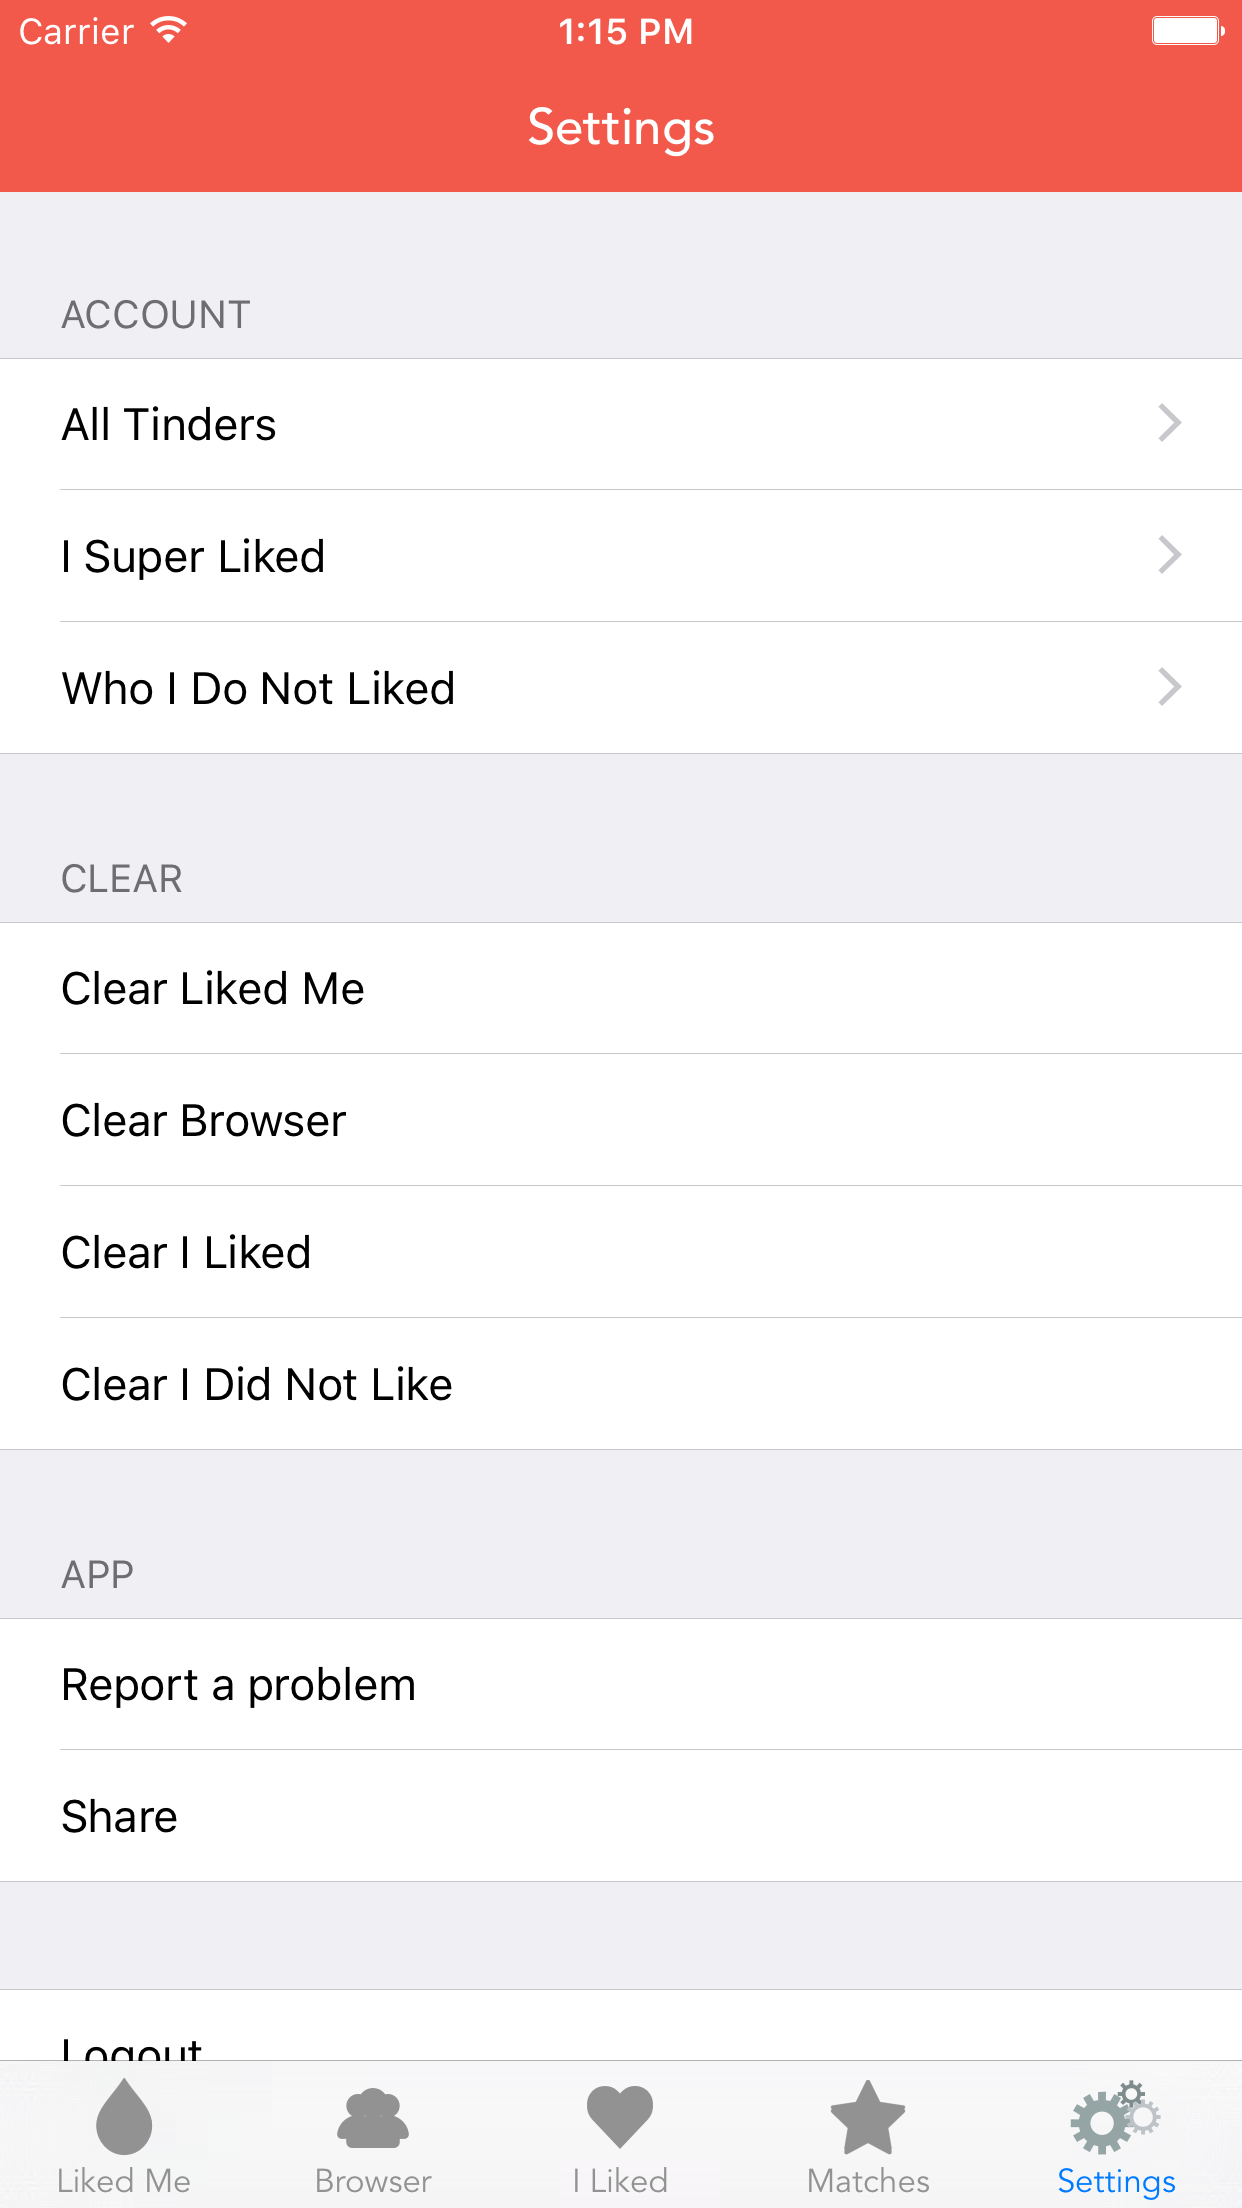 Carrier 1:15 PM
Settings
ACCOUNT
All Tinders
I Super Liked
Who I Do Not Liked
CLEAR
Clear Liked Me
Clear Browser
Clear I Liked
Clear I Did Not Like
APP
Report a problem
Share
Logout
Liked Me Browser I Liked Matches Settings